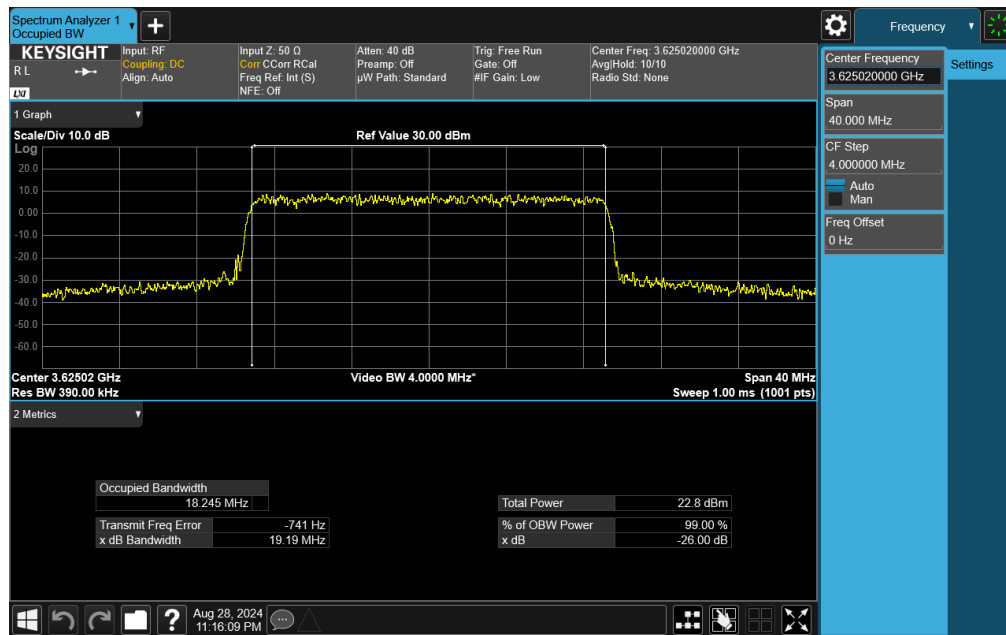 Spectrum Analyzer 1
Occupied BW
Frequency
KEYSIGHT
R L
LXI
Input: RF
Coupling: DC
Align: Auto
Input Z: 50 Ω
Corr CCorr RCal
Freq Ref: Int (S)
NFE: Off
Atten: 40 dB
Preamp: Off
µW Path: Standard
Trig: Free Run
Gate: Off
#IF Gain: Low
Center Freq: 3.625020000 GHz
Avg|Hold: 10/10
Radio Std: None
Center Frequency
3.625020000 GHz
Settings
Span
40.000 MHz
CF Step
4.000000 MHz
Auto
Man
Freq Offset
0 Hz
1 Graph
Scale/Div 10.0 dB
Ref Value 30.00 dBm
Log
20.0
10.0
0.00
-10.0
-20.0
-30.0
-40.0
-50.0
-60.0
Center 3.62502 GHz
Video BW 4.0000 MHz*
Span 40 MHz
Res BW 390.00 kHz
Sweep 1.00 ms (1001 pts)
2 Metrics
Occupied Bandwidth
18.245 MHz
Total Power 22.8 dBm
Transmit Freq Error -741 Hz
% of OBW Power 99.00 %
x dB Bandwidth 19.19 MHz
x dB -26.00 dB
?
Aug 28, 2024
11:16:09 PM